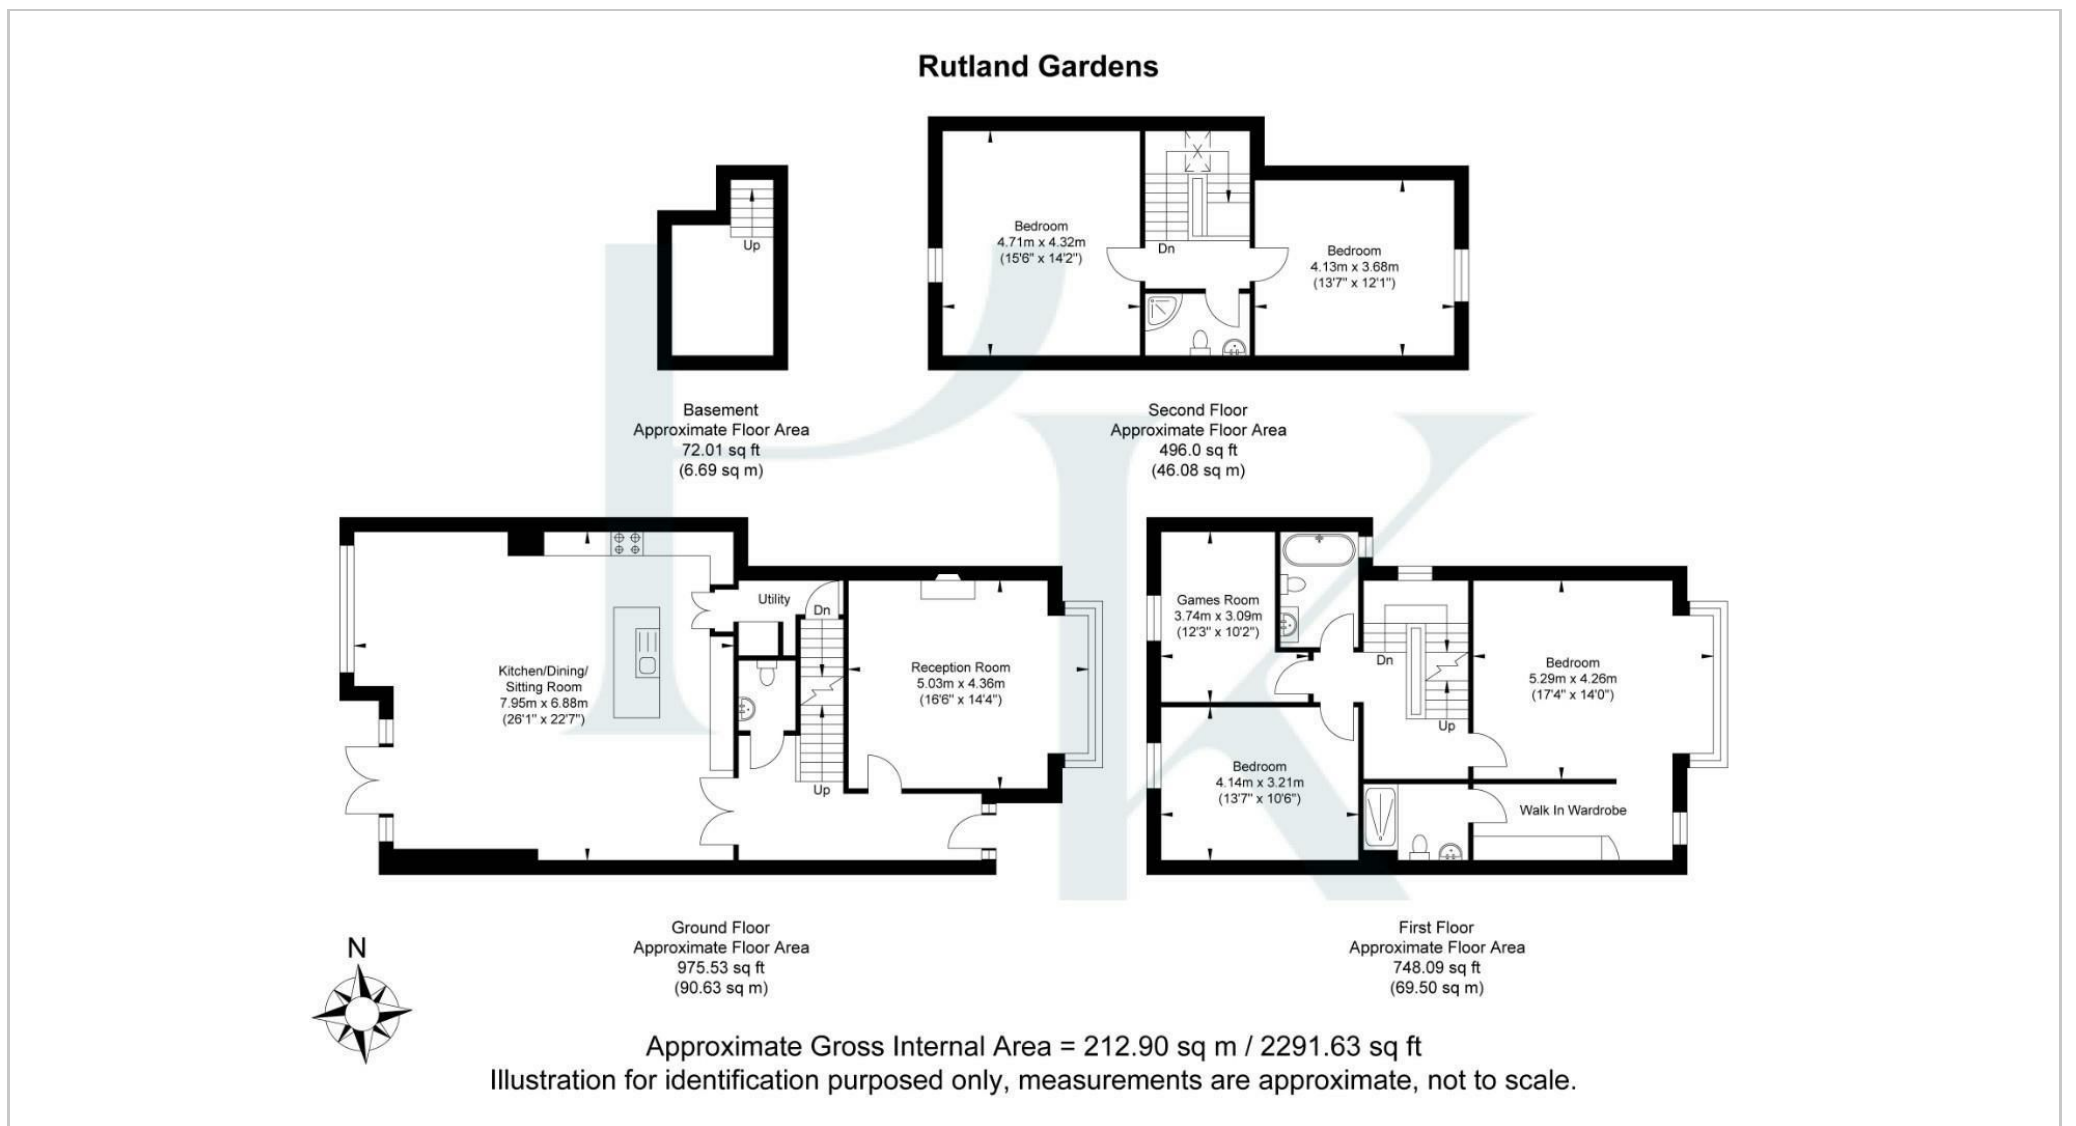 Rutland Gardens
Up
Basement
Approximate Floor Area
72.01 sq ft
(6.69 sq m)
Bedroom
4.71m x 4.32m
(15'6" x 14'2")
Dn
Bedroom
4.13m x 3.68m
(13'7" x 12'1")
Second Floor
Approximate Floor Area
496.0 sq ft
(46.08 sq m)
Kitchen/Dining/
Sitting Room
7.95m x 6.88m
(26'1" x 22'7")
Utility
Dn
Up
Reception Room
5.03m x 4.36m
(16'6" x 14'4")
Ground Floor
Approximate Floor Area
975.53 sq ft
(90.63 sq m)
Games Room
3.74m x 3.09m
(12'3" x 10'2")
Dn
Up
Bedroom
5.29m x 4.26m
(17'4" x 14'0")
Bedroom
4.14m x 3.21m
(13'7" x 10'6")
Walk In Wardrobe
First Floor
Approximate Floor Area
748.09 sq ft
(69.50 sq m)
N
Approximate Gross Internal Area = 212.90 sq m / 2291.63 sq ft
Illustration for identification purposed only, measurements are approximate, not to scale.